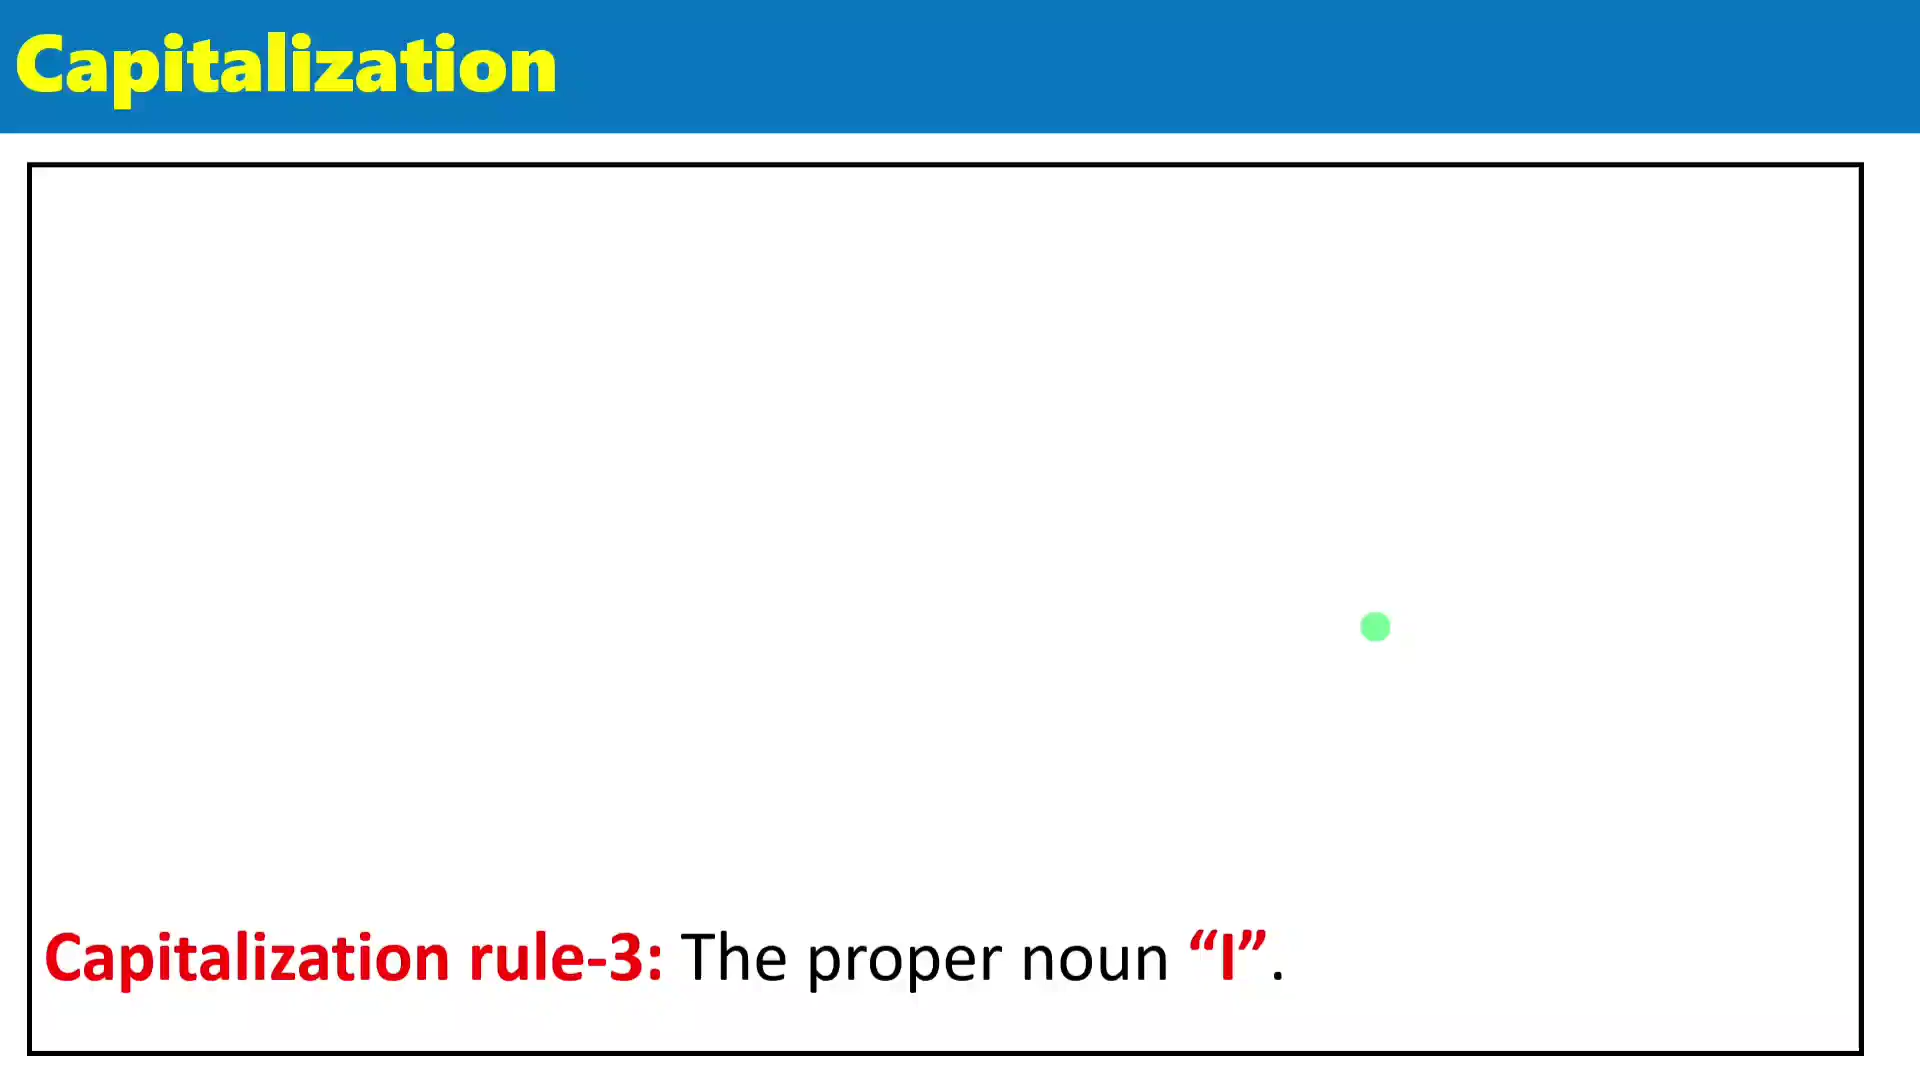 Capitalization
Capitalization rule-3: The proper noun “I”.